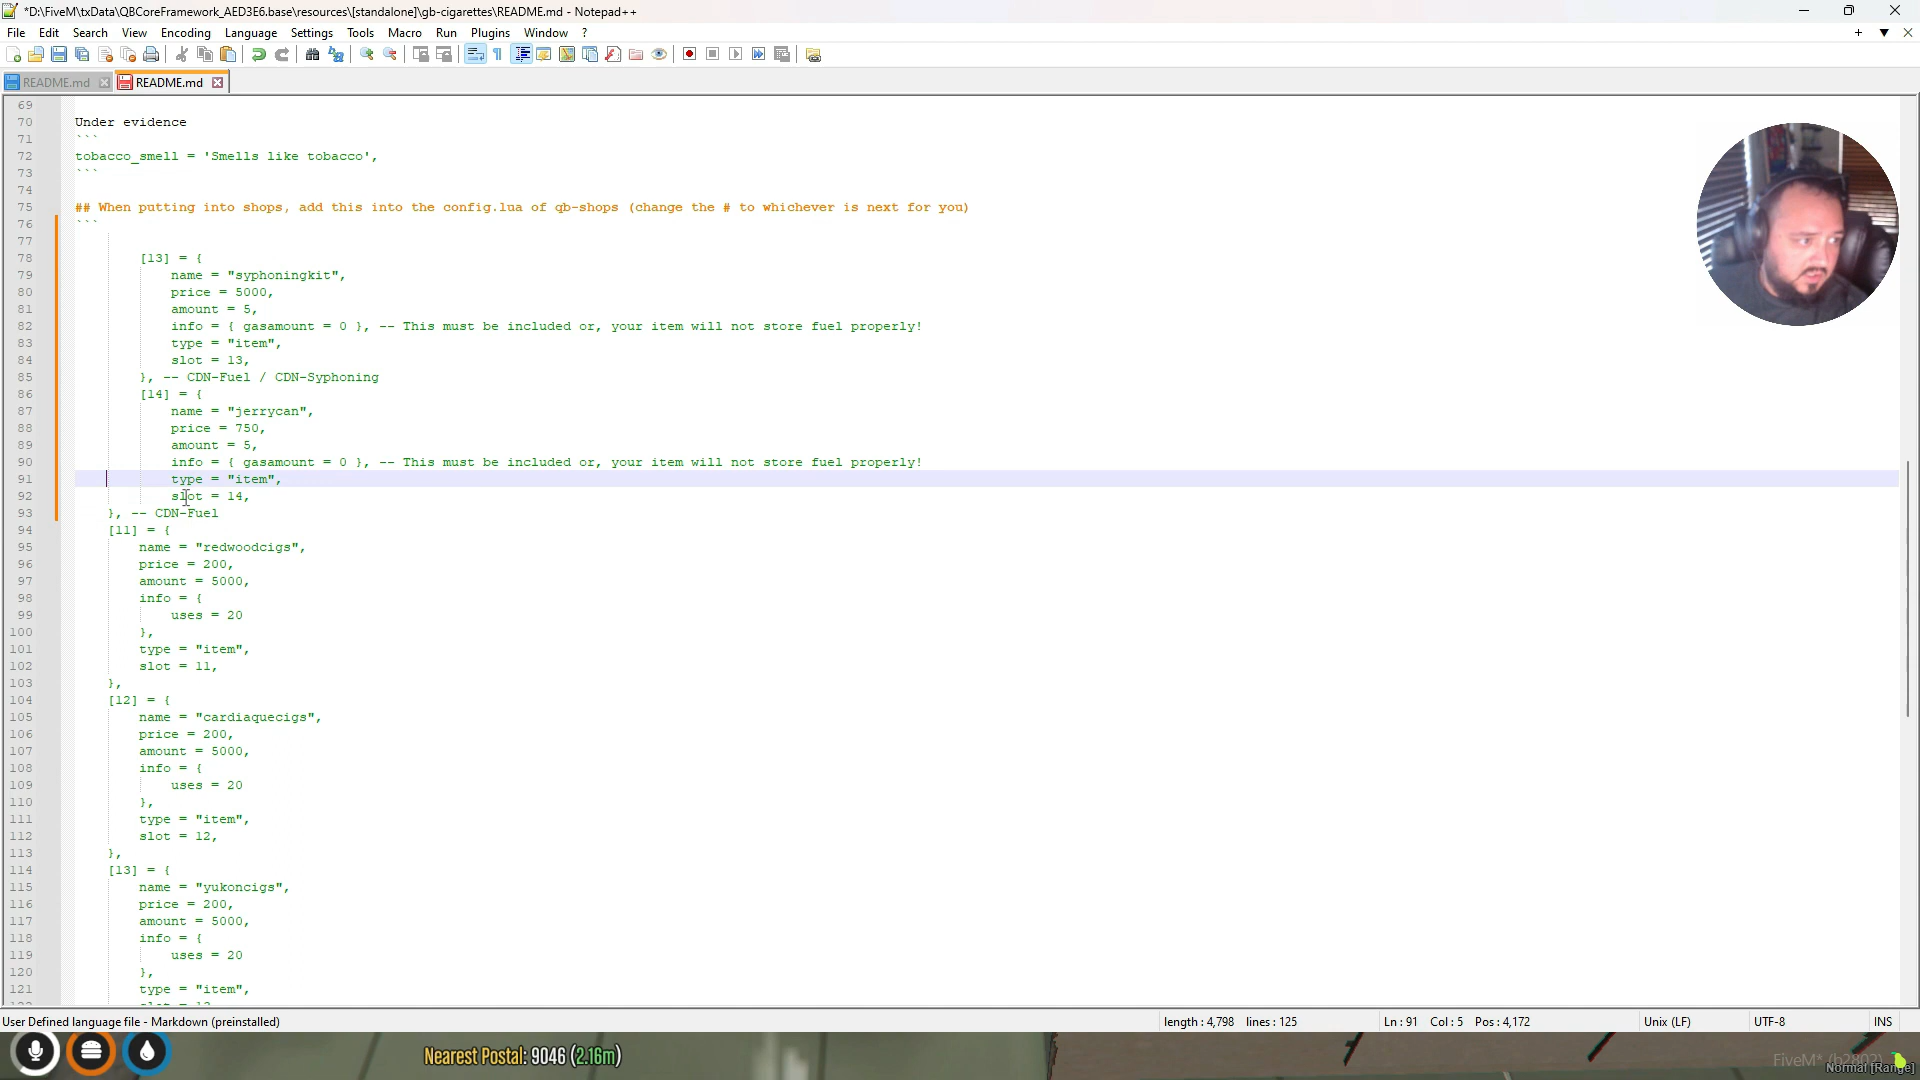 *D:\FiveM\txData\QBCoreFramework_AED3E6.base\resources\[standalone]\gb-cigarettes\README.md - Notepad++
File Edit Search View Encoding Language Settings Tools Macro Run Plugins Window ?
README.md README.md
69
70 Under evidence
71 ```
72 tobacco_smell = 'Smells like tobacco',
73 ```
74
75 ## When putting into shops, add this into the config.lua of qb-shops (change the # to whichever is next for you)
76 ```
77
78 [13] = {
79 name = "syphoningkit",
80 price = 5000,
81 amount = 5,
82 info = { gasamount = 0 }, -- This must be included or, your item will not store fuel properly!
83 type = "item",
84 slot = 13,
85 }, -- CDN-Fuel / CDN-Syphoning
86 [14] = {
87 name = "jerrycan",
88 price = 750,
89 amount = 5,
90 info = { gasamount = 0 }, -- This must be included or, your item will not store fuel properly!
91 type = "item",
92 slot = 14,
93 }, -- CDN-Fuel
94 [11] = {
95 name = "redwoodcigs",
96 price = 200,
97 amount = 5000,
98 info = {
99 uses = 20
100 },
101 type = "item",
102 slot = 11,
103 },
104 [12] = {
105 name = "cardiaquecigs",
106 price = 200,
107 amount = 5000,
108 info = {
109 uses = 20
110 },
111 type = "item",
112 slot = 12,
113 },
114 [13] = {
115 name = "yukoncigs",
116 price = 200,
117 amount = 5000,
118 info = {
119 uses = 20
120 },
121 type = "item",
User Defined language file - Markdown (preinstalled) length : 4,798 lines : 125 Ln : 91 Col : 5 Pos : 4,172 Unix (LF) UTF-8 INS
Nearest Postal: 9046 (2.16m)
FiveM* (b2802)
Normal [Range]